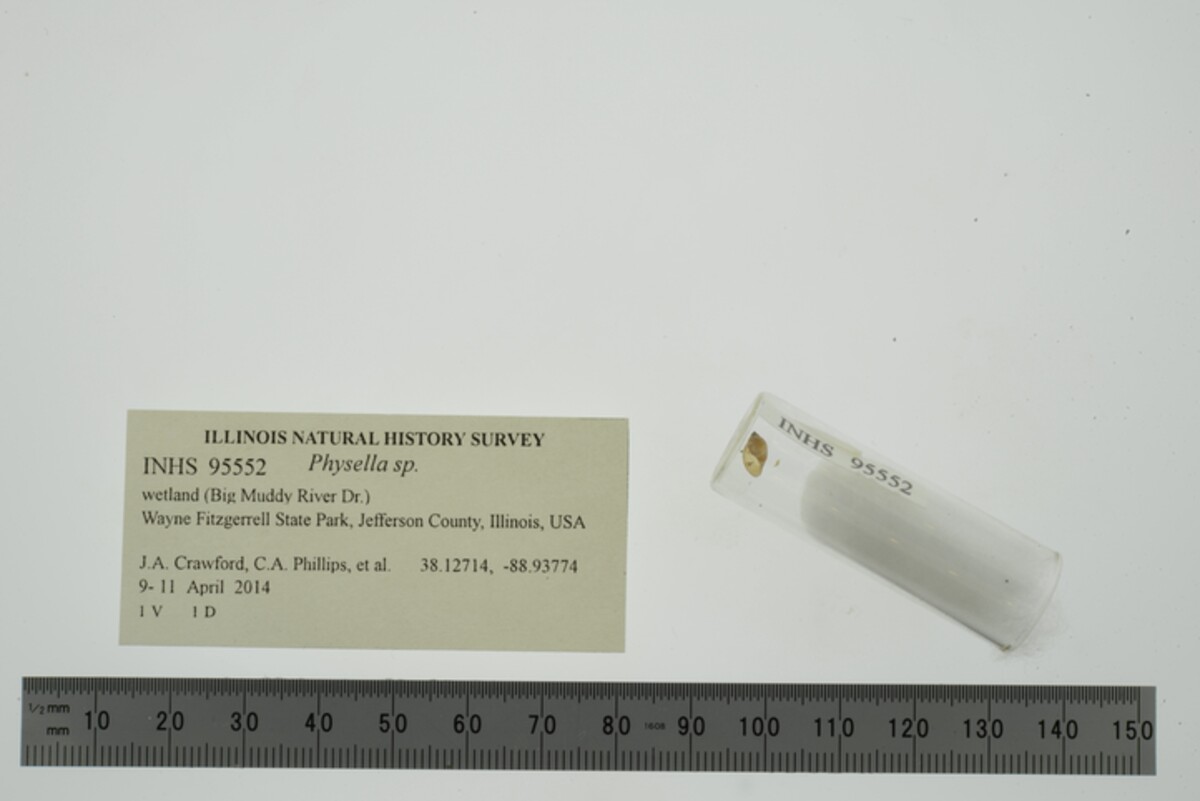 ILLINOIS NATURAL HISTORY SURVEY
INHS 95552 Physella sp.
wetland (Big Muddy River Dr.)
Wayne Fitzgerrell State Park, Jefferson County, Illinois, USA
J.A. Crawford, C.A. Phillips, et al. 38.12714, -88.93774
9- 11 April 2014
1 V 1 D
INHS 95552
1/2 mm
mm 10 20 30 40 50 60 70 80 1608 90 100 110 120 130 140 150